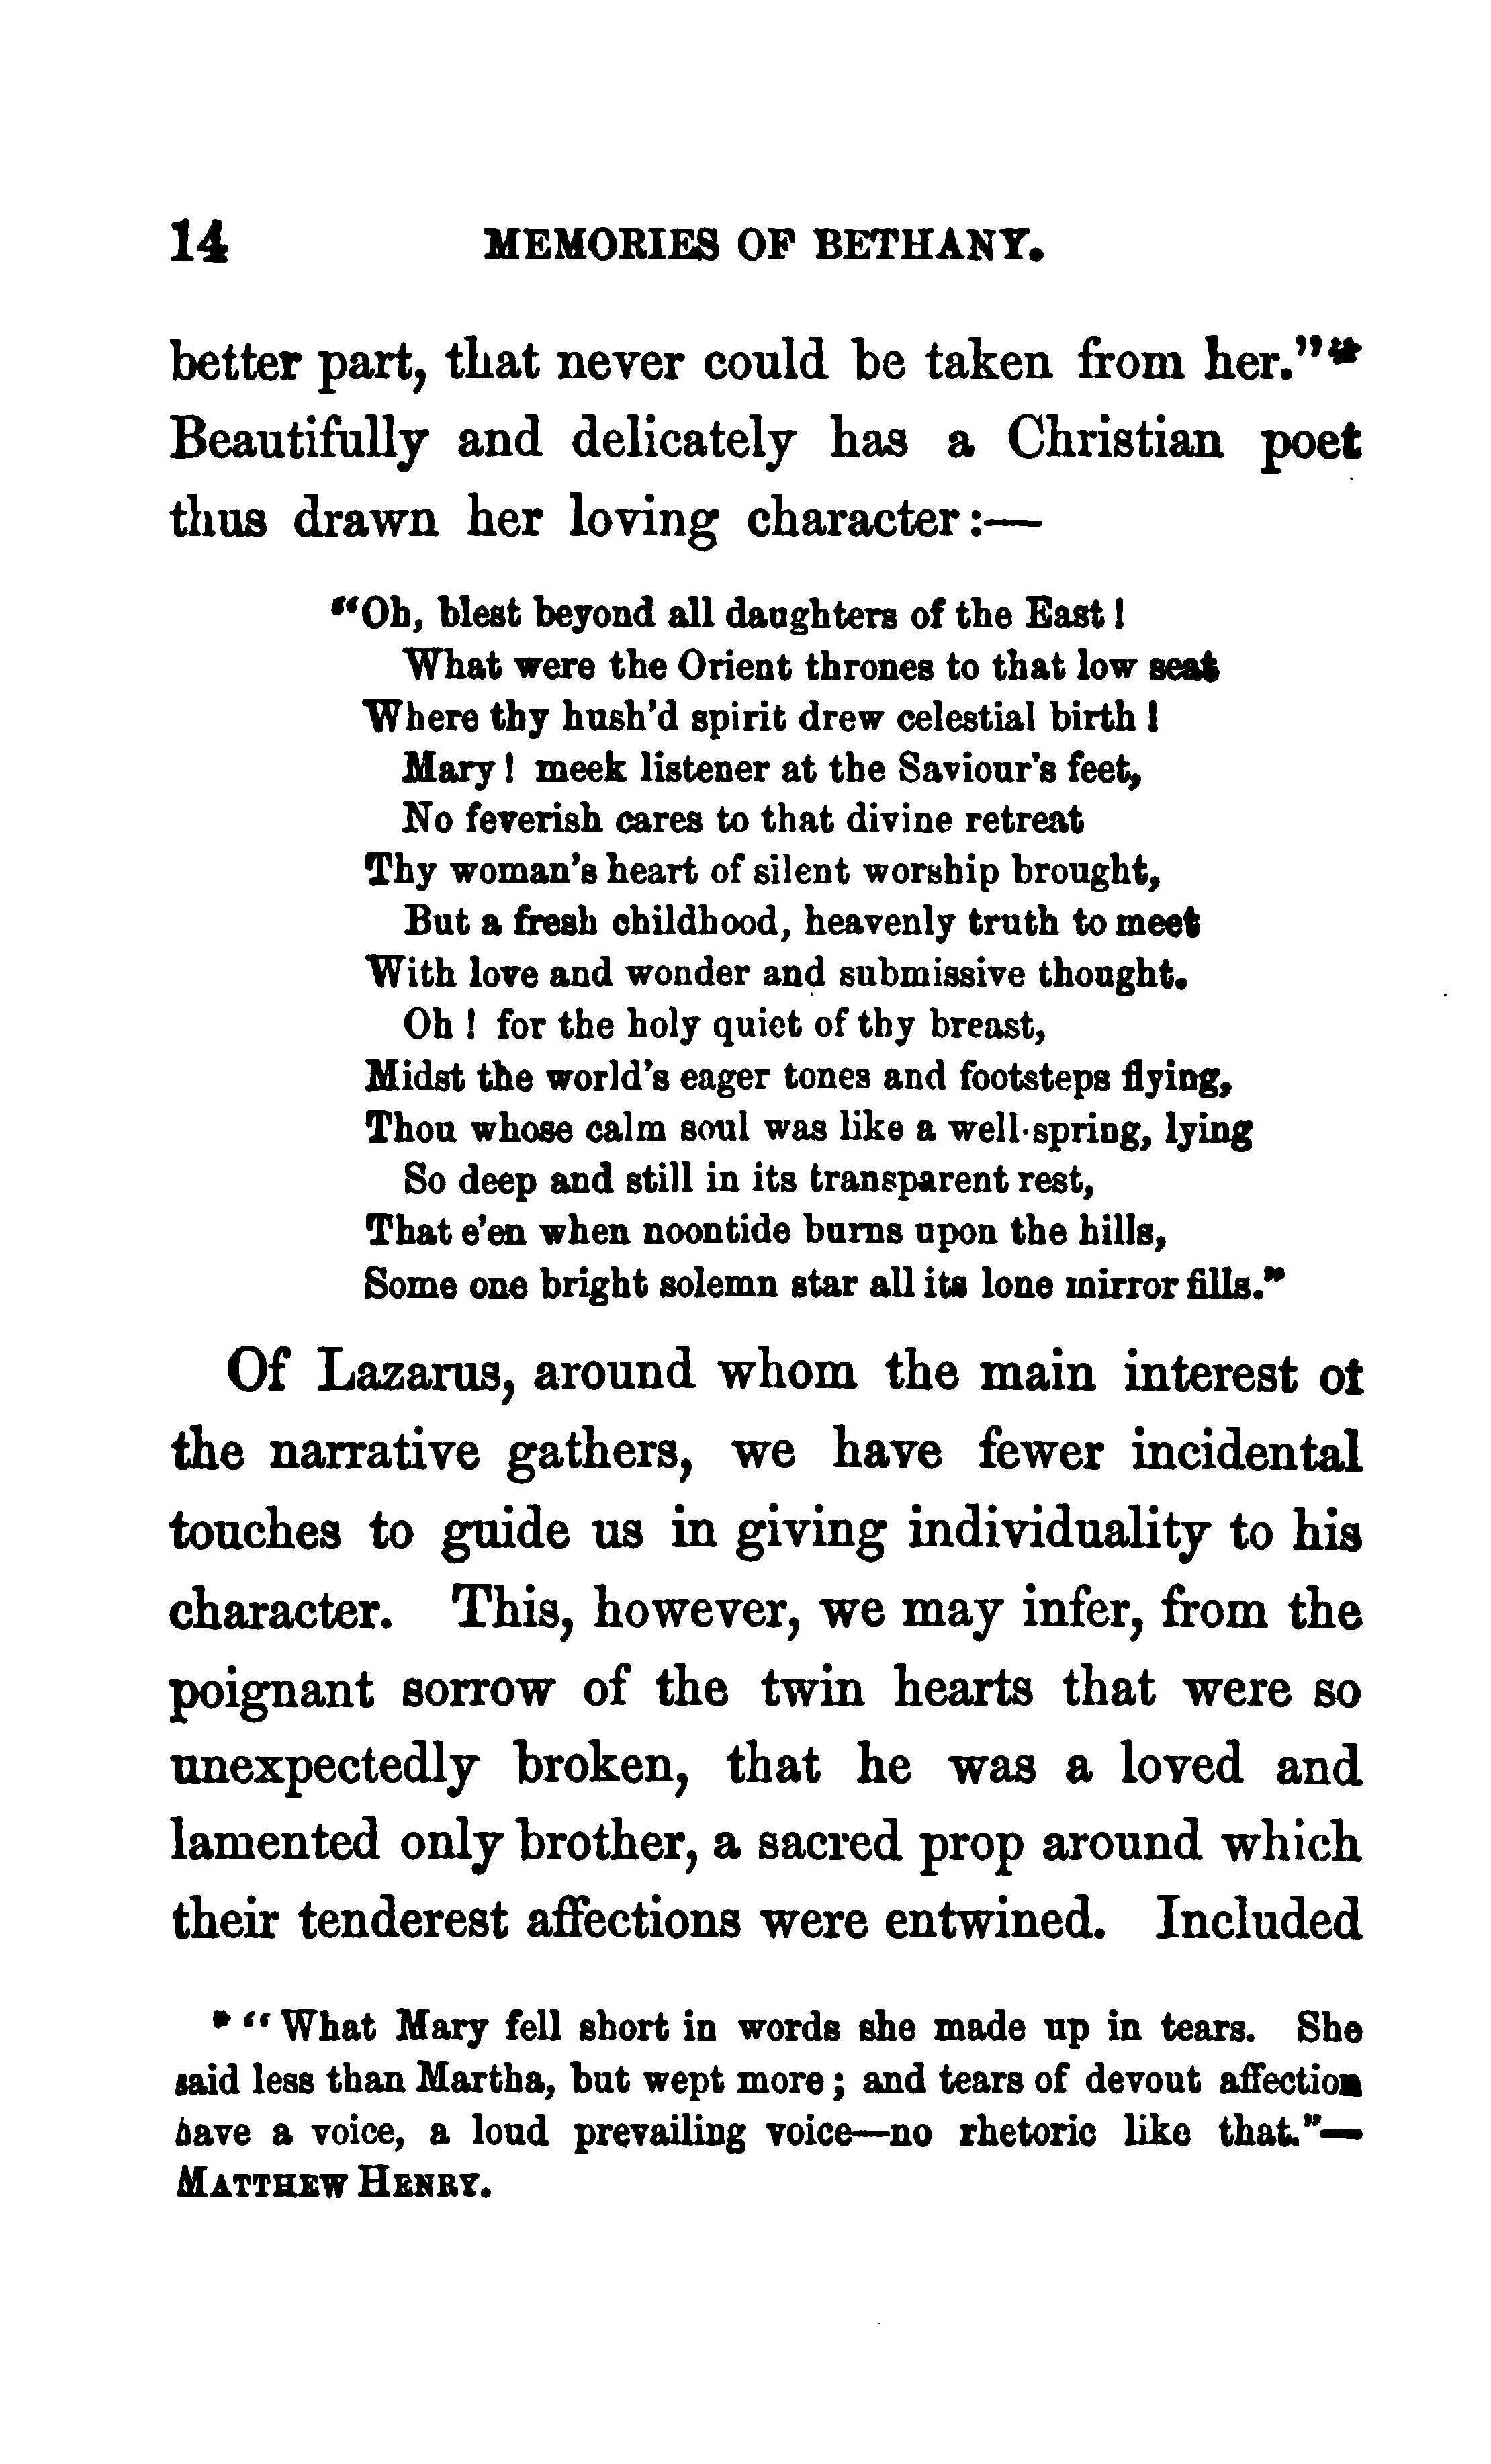 14 MEMORIES OF BETHANY.
better part, that never could be taken from her."*
Beautifully and delicately has a Christian poet
thus drawn her loving character:—
"Oh, blest beyond all daughters of the East!
What were the Orient thrones to that low seat
Where thy hush'd spirit drew celestial birth!
Mary! meek listener at the Saviour's feet,
No feverish cares to that divine retreat
Thy woman's heart of silent worship brought,
But a fresh childhood, heavenly truth to meet
With love and wonder and submissive thought.
Oh! for the holy quiet of thy breast,
Midst the world's eager tones and footsteps flying,
Thou whose calm soul was like a well-spring, lying
So deep and still in its transparent rest,
That e'en when noontide burns upon the hills,
Some one bright solemn star all its lone mirror fills."
Of Lazarus, around whom the main interest of
the narrative gathers, we have fewer incidental
touches to guide us in giving individuality to his
character. This, however, we may infer, from the
poignant sorrow of the twin hearts that were so
unexpectedly broken, that he was a loved and
lamented only brother, a sacred prop around which
their tenderest affections were entwined. Included
* "What Mary fell short in words she made up in tears. She
said less than Martha, but wept more; and tears of devout affection
have a voice, a loud prevailing voice—no rhetoric like that."—
MATTHEW HENRY.